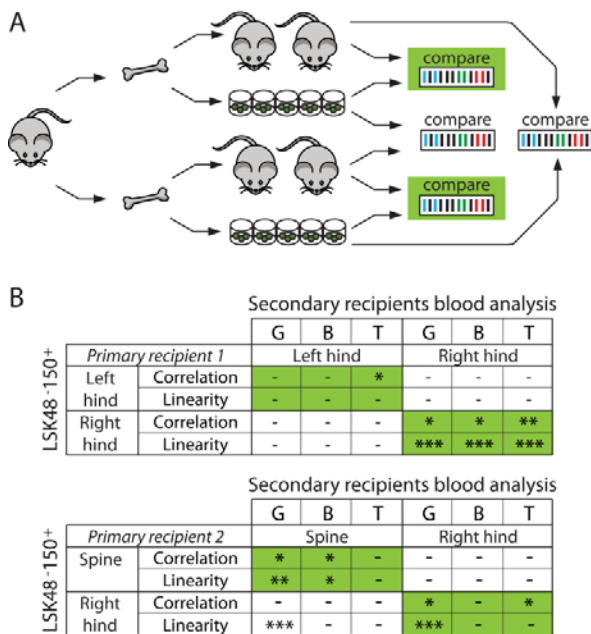 A
compare
compare compare
compare
B
Secondary recipients blood analysis
G B T G B T
Primary recipient 1 Left hind Right hind
LSK48-150+
Left Correlation - - * - - -
hind Linearity - - - - - -
Right Correlation - - - * * **
hind Linearity - - - *** *** ***
Secondary recipients blood analysis
G B T G B T
Primary recipient 2 Spine Right hind
LSK48-150+
Spine Correlation * * - - - -
Linearity ** * - - - -
Right Correlation - - - * - *
hind Linearity *** - - *** - -